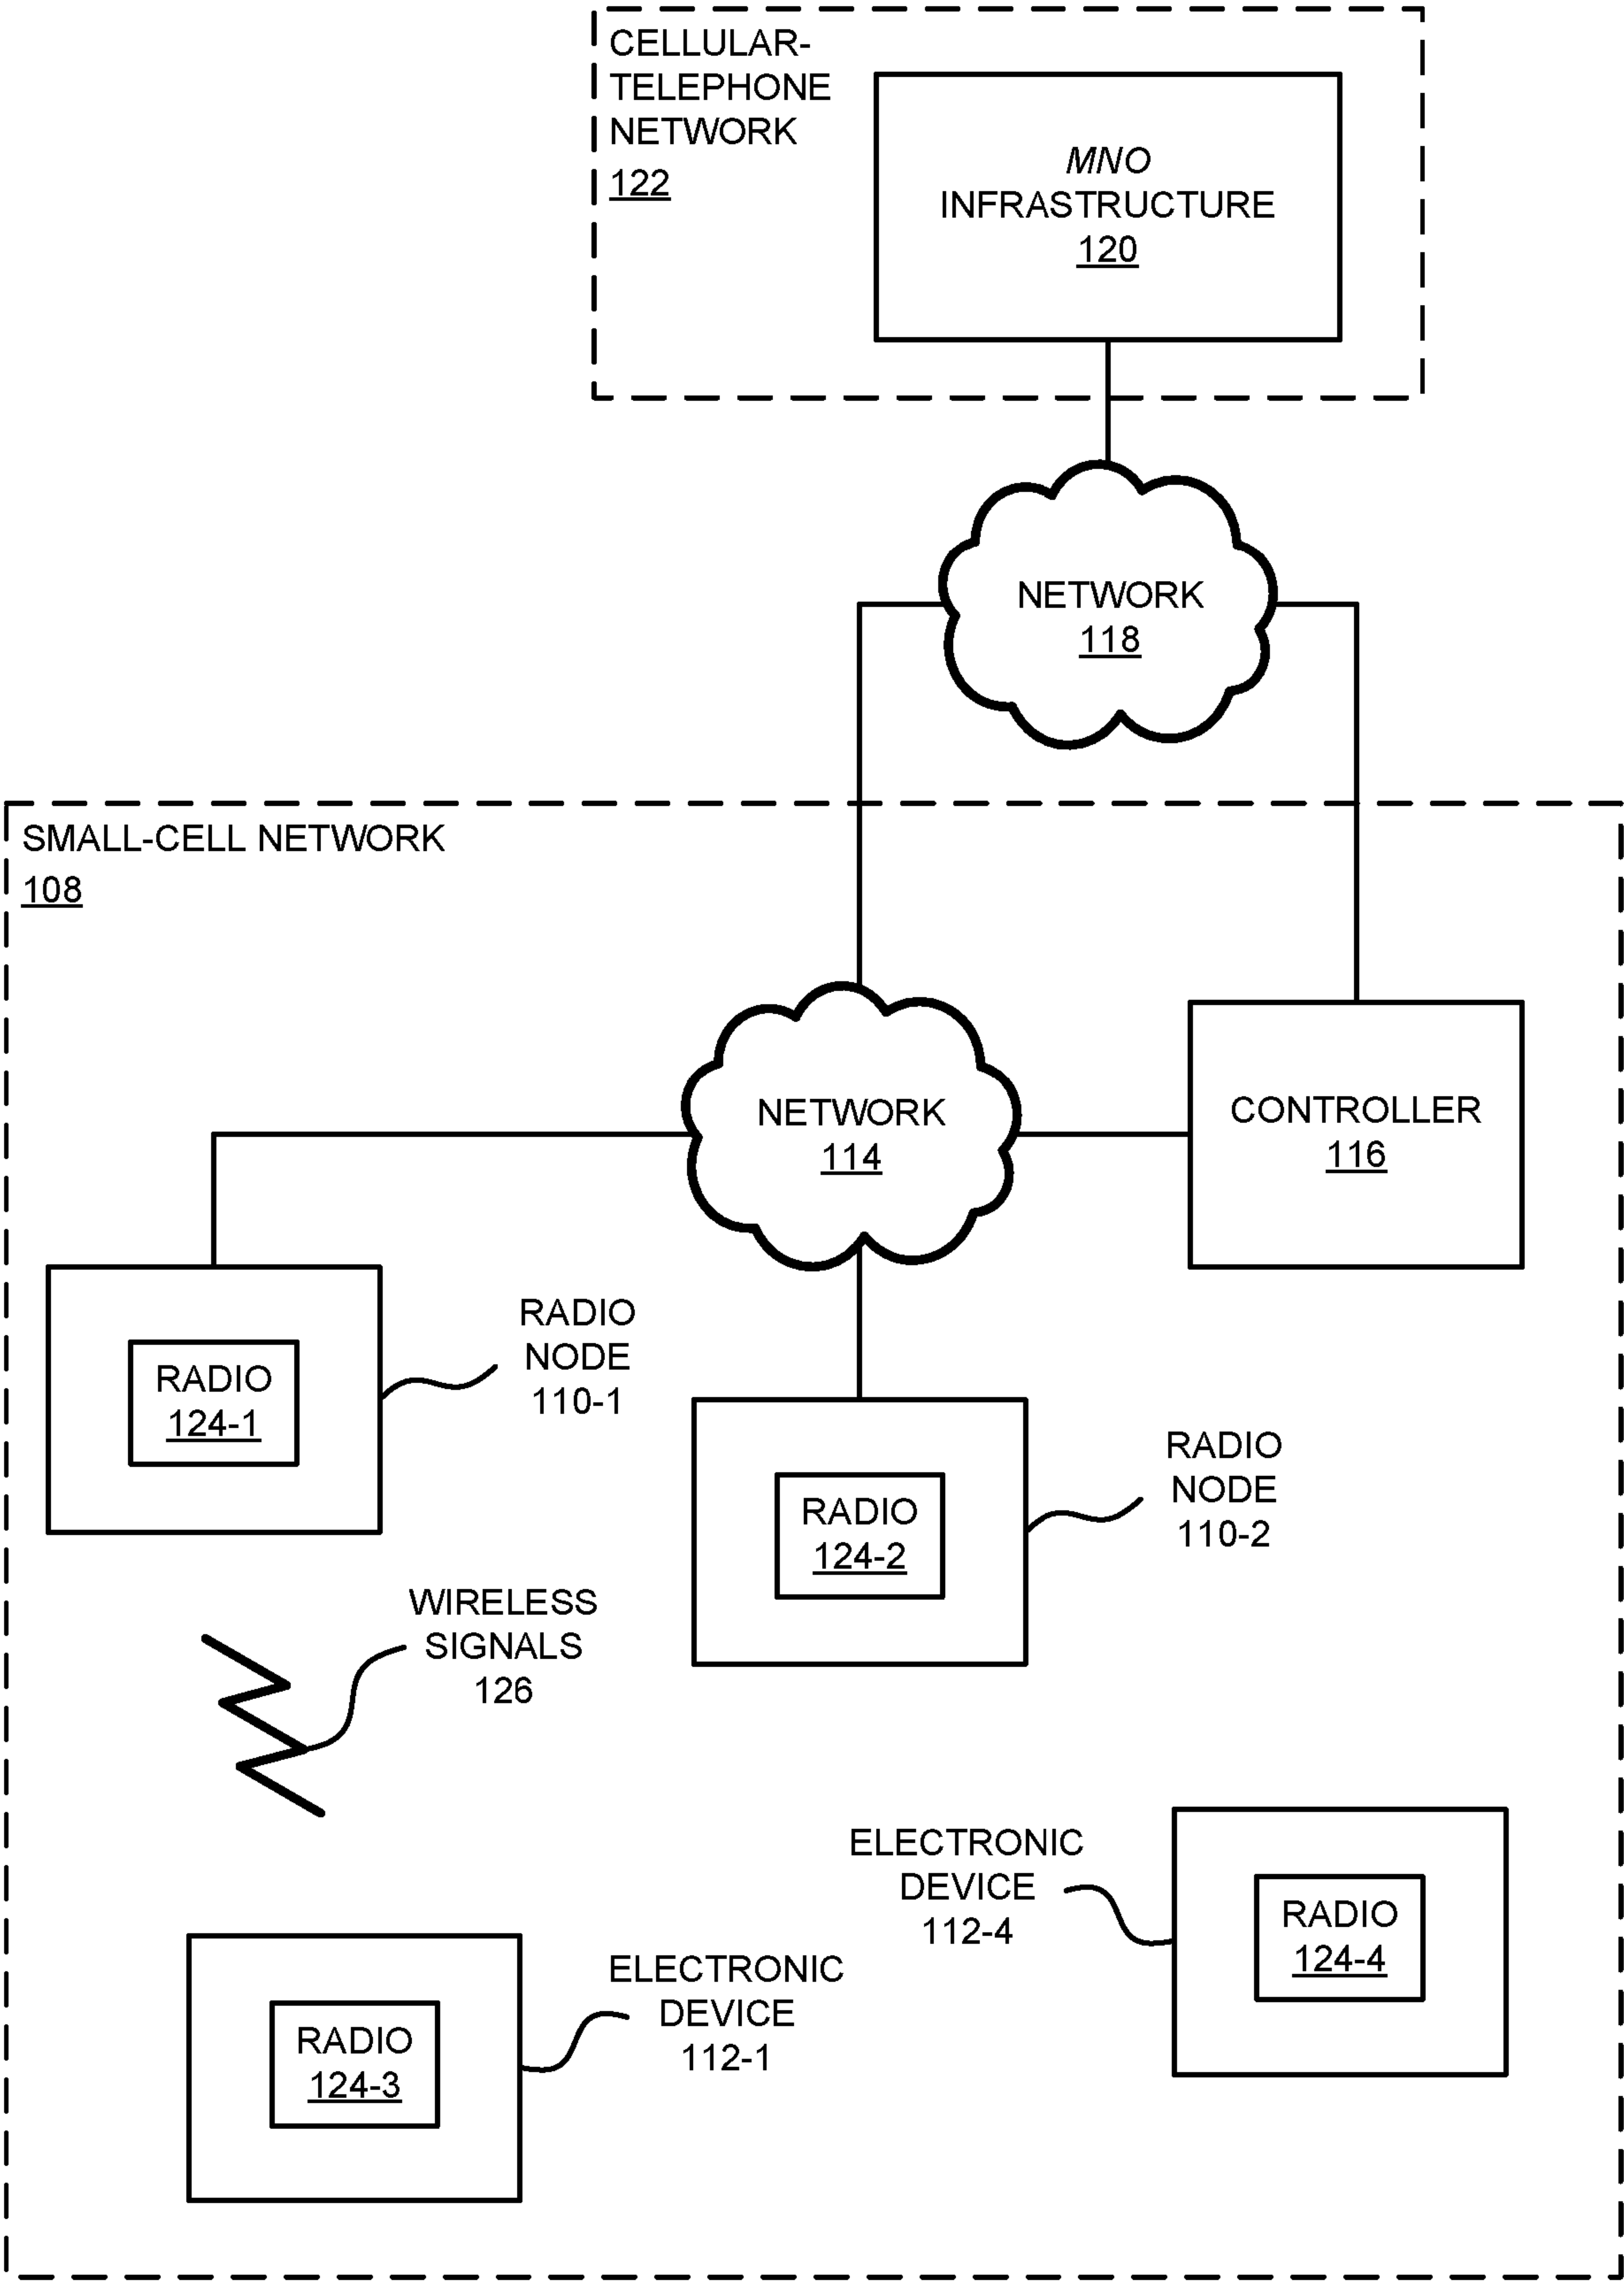 CELLULAR-
TELEPHONE
NETWORK
122
MNO
INFRASTRUCTURE
120
NETWORK
118
SMALL-CELL NETWORK
108
NETWORK
114
CONTROLLER
116
RADIO
NODE
110-1
RADIO
124-1
RADIO
NODE
110-2
RADIO
124-2
WIRELESS
SIGNALS
126
ELECTRONIC
DEVICE
112-4
RADIO
124-4
ELECTRONIC
DEVICE
112-1
RADIO
124-3